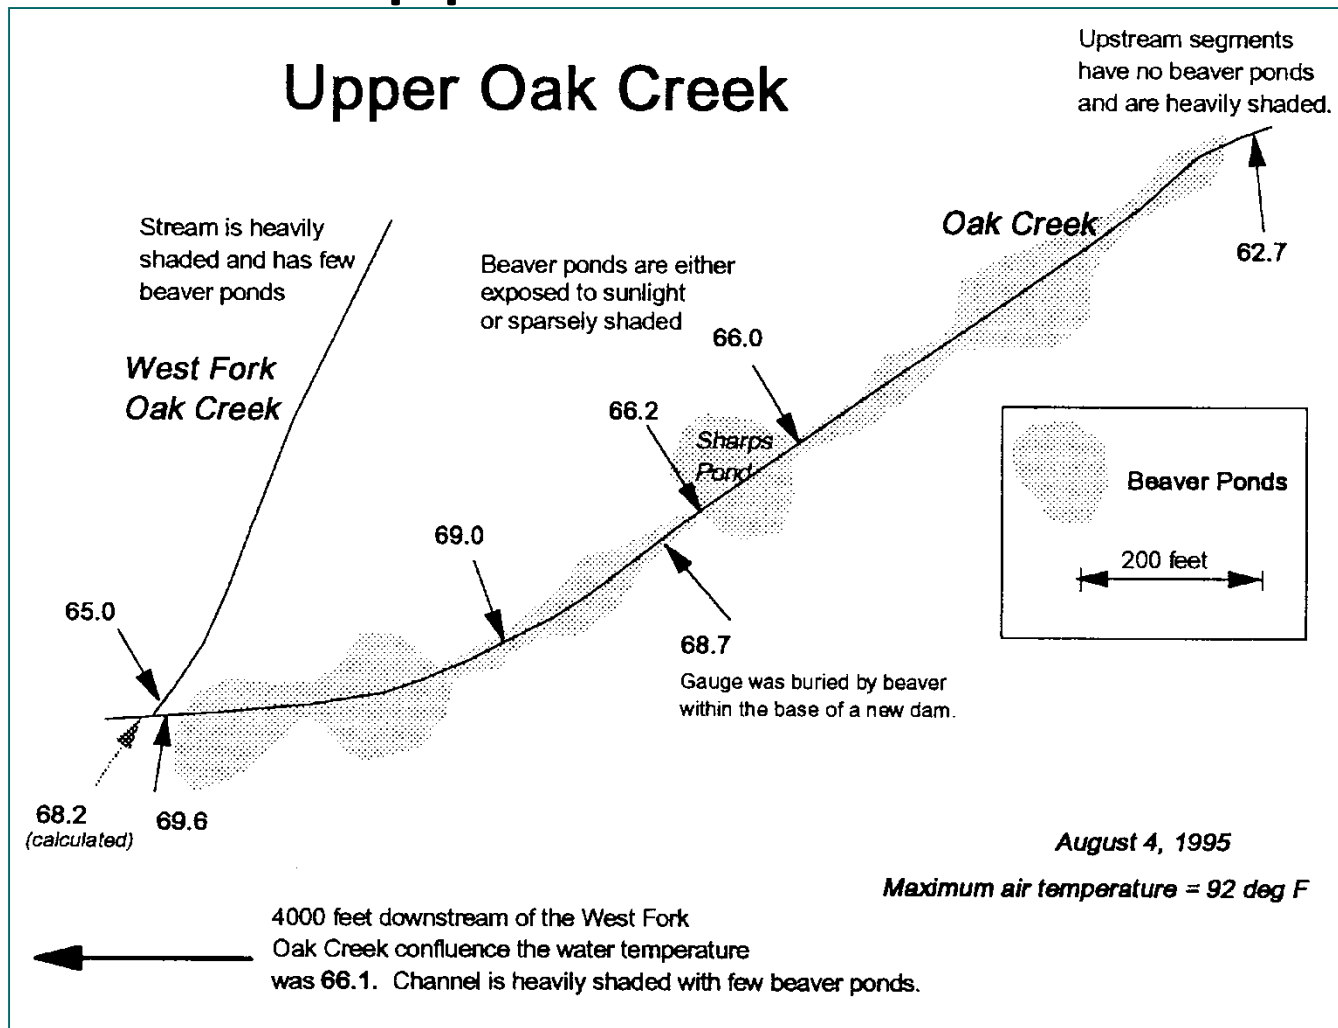 Upper Oak Creek
Upstream segments
have no beaver ponds
and are heavily shaded.
Stream is heavily
shaded and has few
beaver ponds
Oak Creek
62.7
Beaver ponds are either
exposed to sunlight
or sparsely shaded
66.0
West Fork
Oak Creek
66.2
Sharps
Pond
Beaver Ponds
200 feet
69.0
65.0
68.7
Gauge was buried by beaver
within the base of a new dam.
68.2
(calculated)
69.6
August 4, 1995
Maximum air temperature = 92 deg F
4000 feet downstream of the West Fork
Oak Creek confluence the water temperature
was 66.1. Channel is heavily shaded with few beaver ponds.